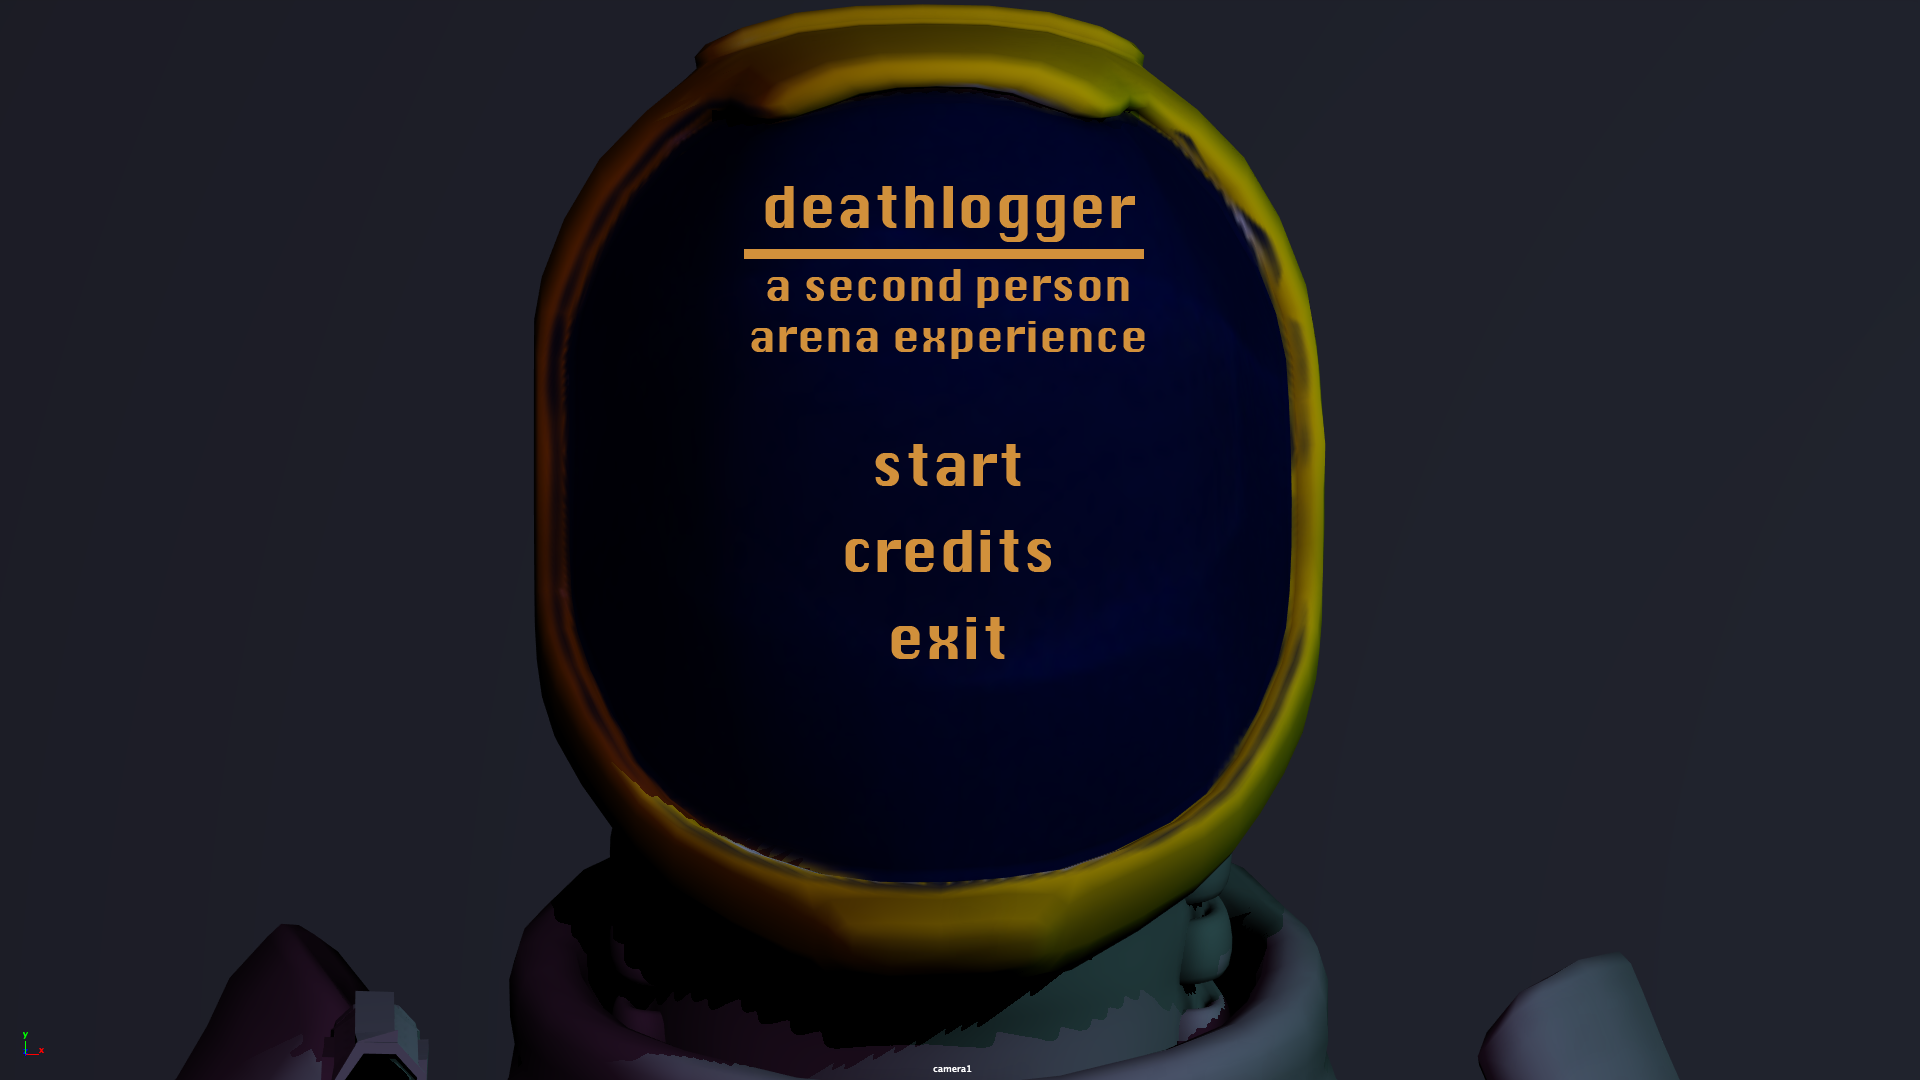 deathlogger
a second person
arena experience
start
credits
exit
y
x
camera1